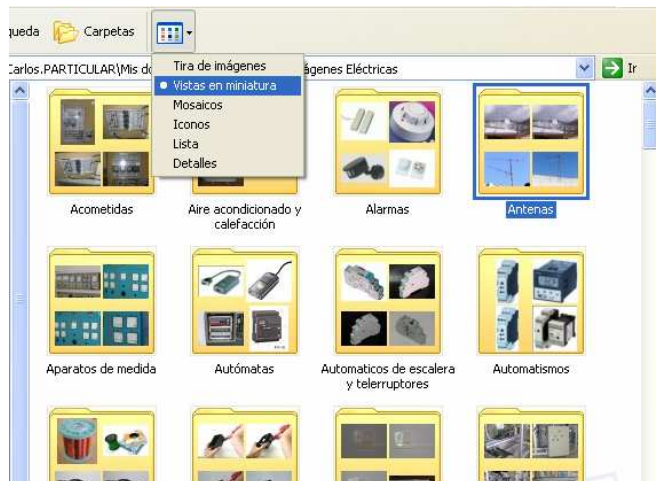 queda Carpetas
Carlos.PARTICULAR\Mis do
ágenes Eléctricas
Ir
Tira de imágenes
Vistas en miniatura
Mosaicos
Iconos
Lista
Detalles
Acometidas
Aire acondicionado y
calefacción
Alarmas
Antenas
Aparatos de medida
Autómatas
Automaticos de escalera
y telerruptores
Automatismos